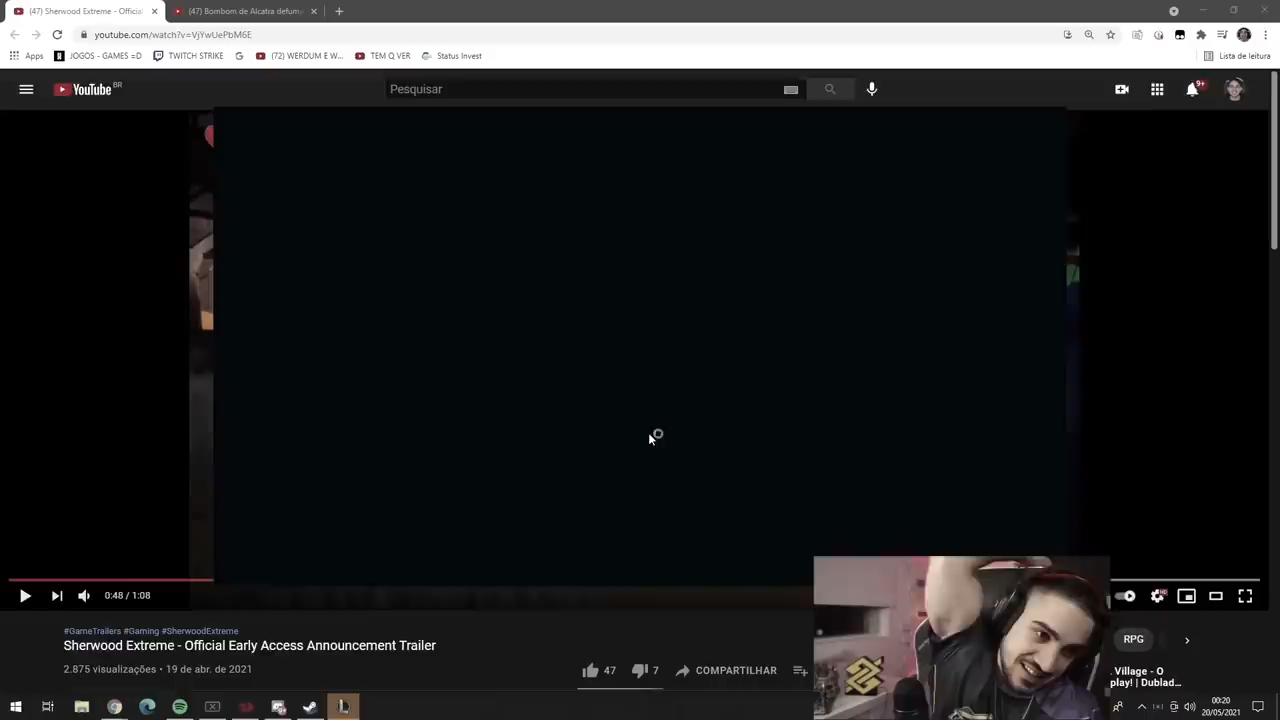 (47) Sherwood Extreme - Official
(47) Bombom de Alcatra defum
youtube.com/watch?v=VjYwUePbM6E
Apps
JOGOS - GAMES =D
TWITCH STRIKE
(72) WERDUM E W...
TEM Q VER
Status Invest
Lista de leitura
YouTube BR
Pesquisar
9+
0:48 / 1:08
HD
#GameTrailers #Gaming #SherwoodExtreme
Sherwood Extreme - Official Early Access Announcement Trailer
2.875 visualizações • 19 de abr. de 2021
47
7
COMPARTILHAR
RPG
Village - O
play! | Dublad...
00:20
20/05/2021